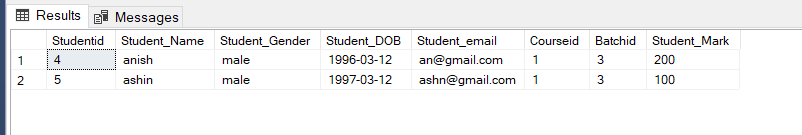 Results Messages
Studentid Student_Name Student_Gender Student_DOB Student_email Courseid Batchid Student_Mark
1 4 anish male 1996-03-12 an@gmail.com 1 3 200
2 5 ashin male 1997-03-12 ashn@gmail.com 1 3 100